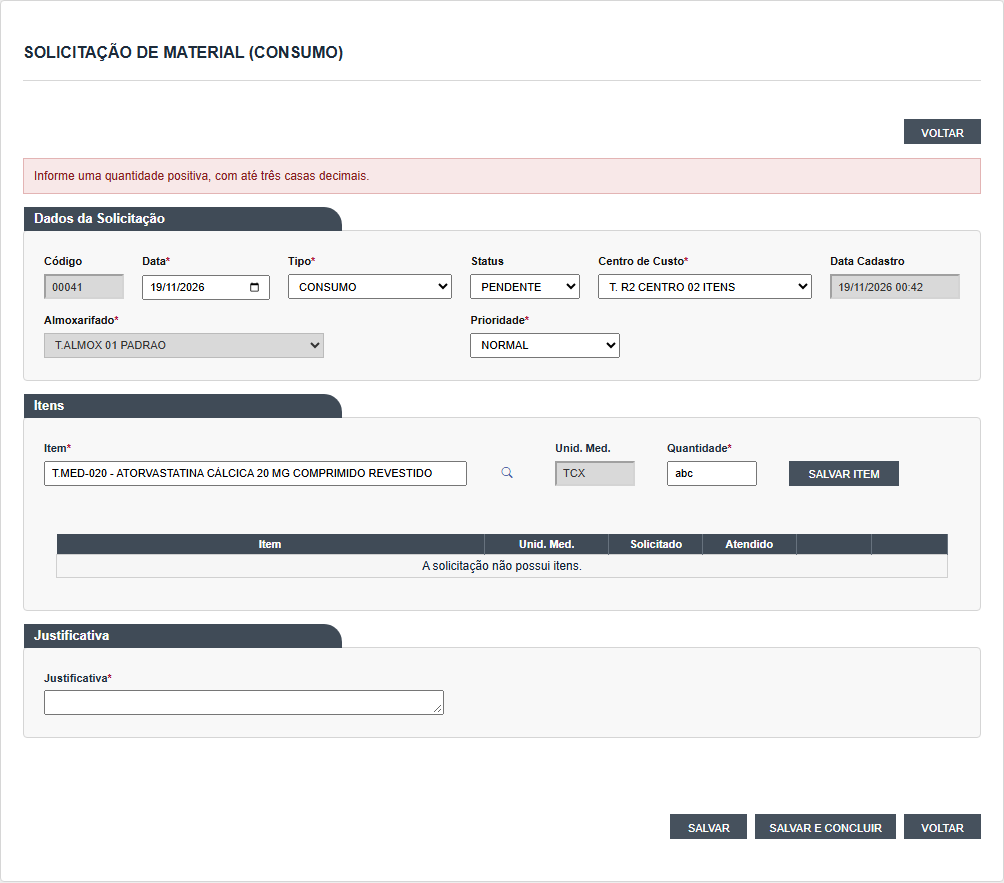 SOLICITAÇÃO DE MATERIAL (CONSUMO)
VOLTAR
Informe uma quantidade positiva, com até três casas decimais.
Dados da Solicitação
Código Data* Tipo* Status Centro de Custo* Data Cadastro
00041 19/11/2026 CONSUMO PENDENTE T. R2 CENTRO 02 ITENS 19/11/2026 00:42
Almoxarifado* Prioridade*
T.ALMOX 01 PADRAO NORMAL
Itens
Item* Unid. Med. Quantidade*
T.MED-020 - ATORVASTATINA CÁLCICA 20 MG COMPRIMIDO REVESTIDO TCX abc SALVAR ITEM
Item Unid. Med. Solicitado Atendido
A solicitação não possui itens.
Justificativa
Justificativa*
SALVAR SALVAR E CONCLUIR VOLTAR